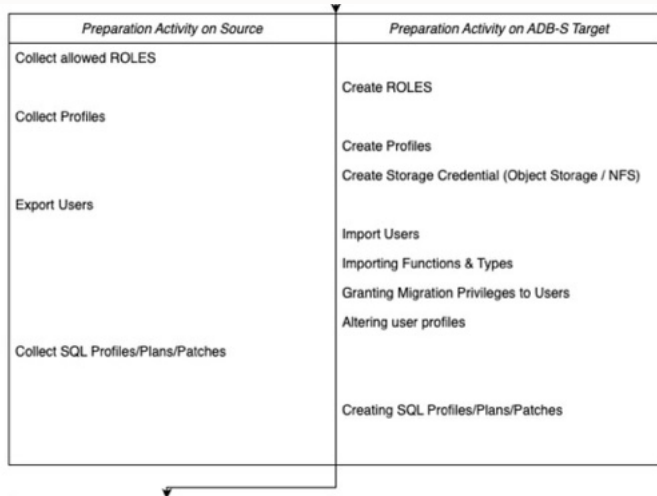 Preparation Activity on Source
Preparation Activity on ADB-S Target
Collect allowed ROLES
Create ROLES
Collect Profiles
Create Profiles
Create Storage Credential (Object Storage / NFS)
Export Users
Import Users
Importing Functions & Types
Granting Migration Privileges to Users
Altering user profiles
Collect SQL Profiles/Plans/Patches
Creating SQL Profiles/Plans/Patches